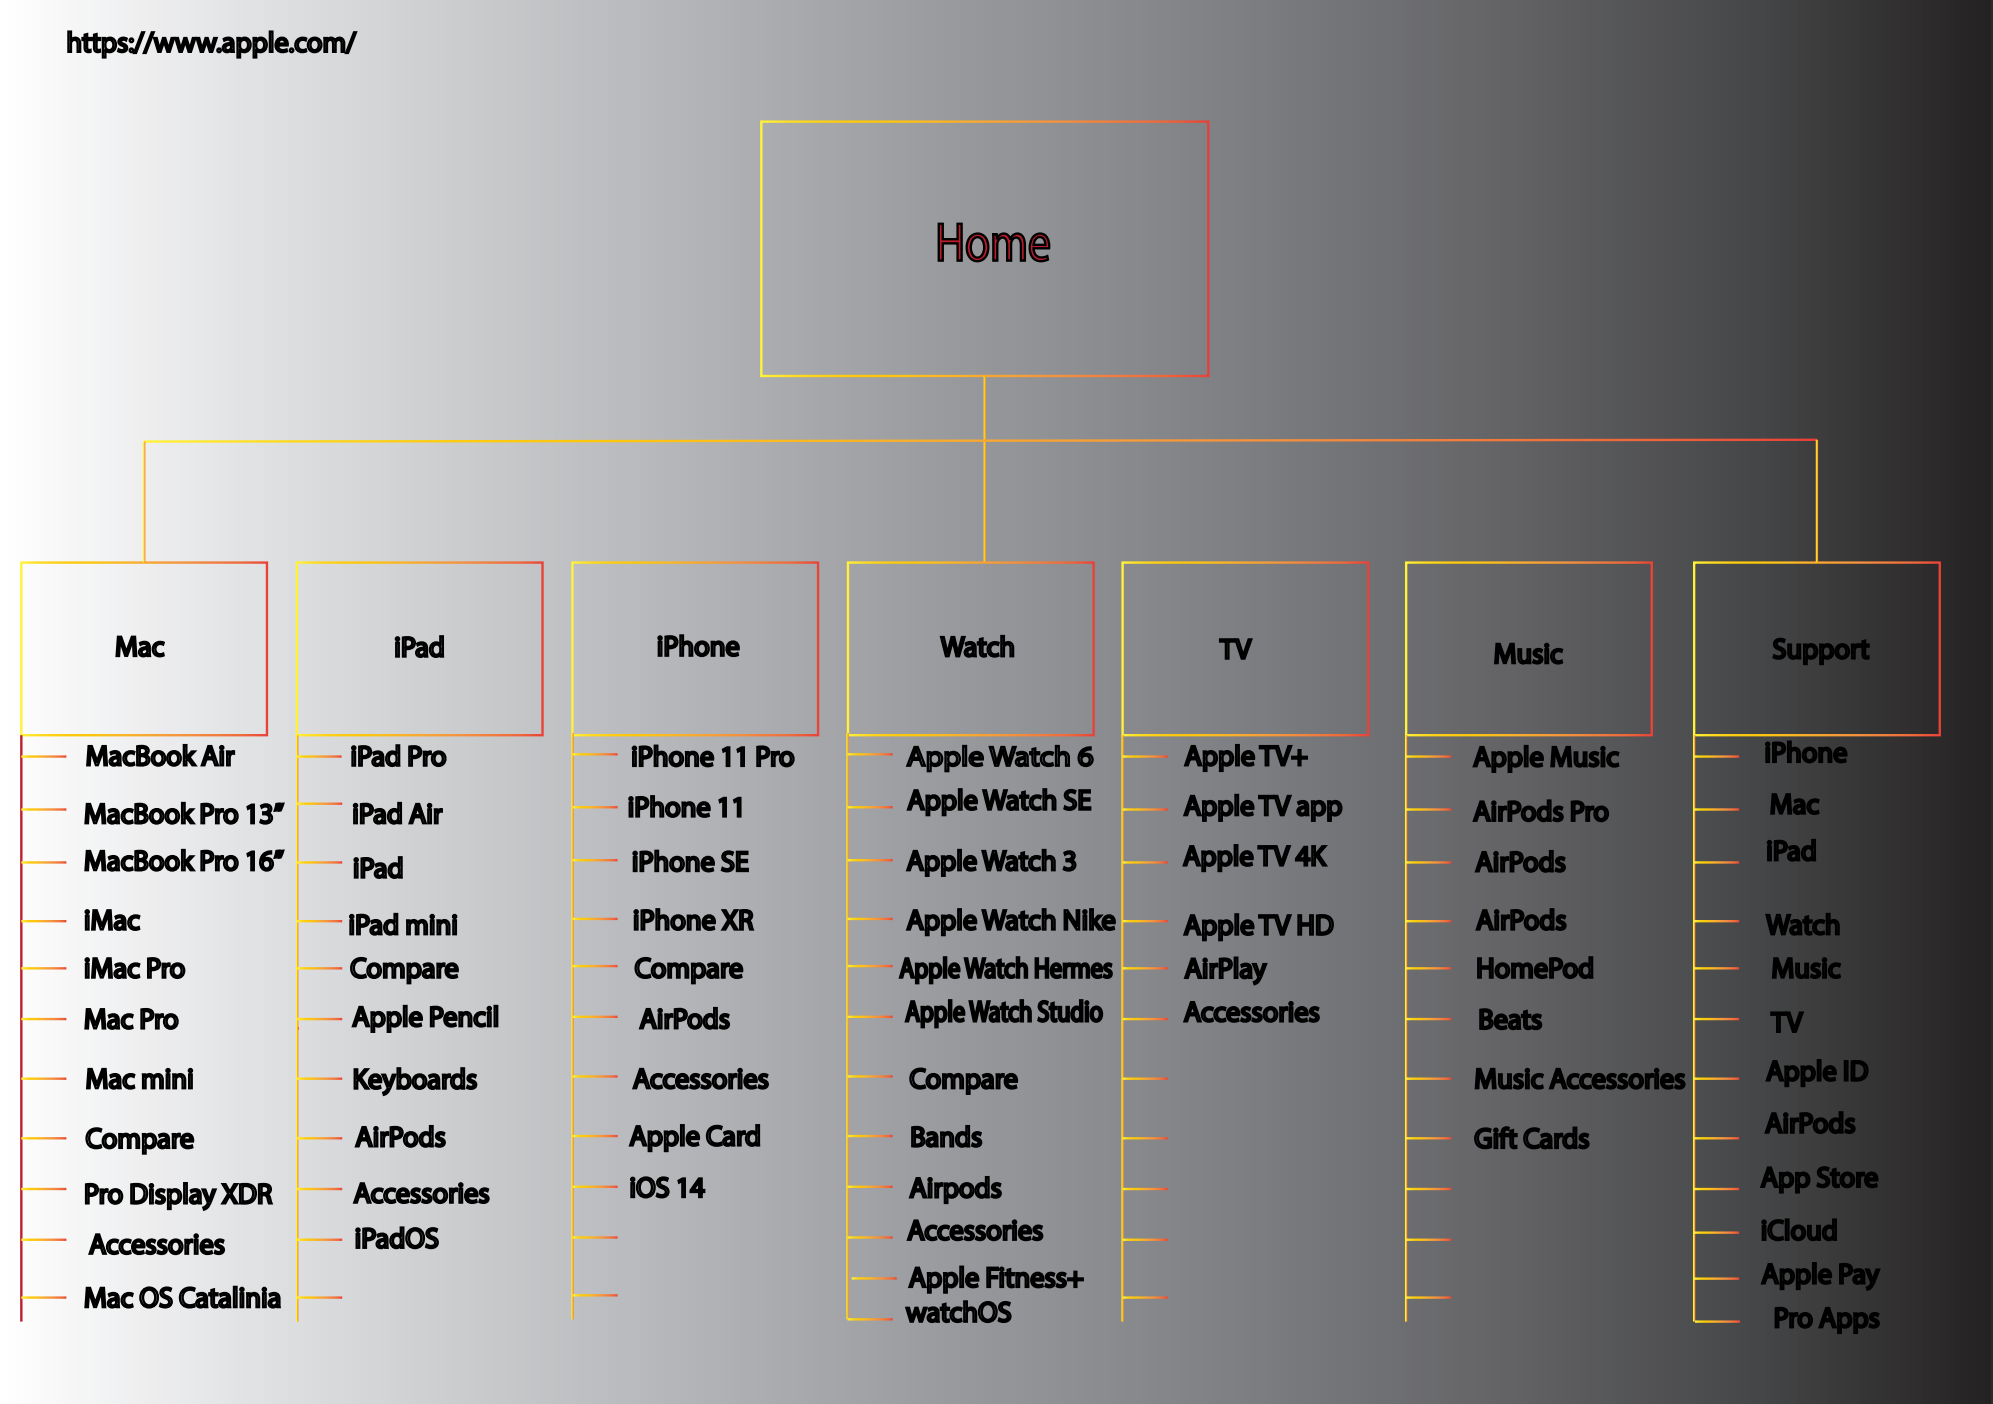 https://www.apple.com/
Home
Mac
iPad
iPhone
Watch
TV
Music
Support
MacBook Air
MacBook Pro 13”
MacBook Pro 16”
iMac
iMac Pro
Mac Pro
Mac mini
Compare
Pro Display XDR
Accessories
Mac OS Catalinia
iPad Pro
iPad Air
iPad
iPad mini
Compare
Apple Pencil
Keyboards
AirPods
Accessories
iPadOS
iPhone 11 Pro
iPhone 11
iPhone SE
iPhone XR
Compare
AirPods
Accessories
Apple Card
iOS 14
Apple Watch 6
Apple Watch SE
Apple Watch 3
Apple Watch Nike
Apple Watch Hermes
Apple Watch Studio
Compare
Bands
Airpods
Accessories
Apple Fitness+
watchOS
Apple TV+
Apple TV app
Apple TV 4K
Apple TV HD
AirPlay
Accessories
Apple Music
AirPods Pro
AirPods
AirPods
HomePod
Beats
Music Accessories
Gift Cards
iPhone
Mac
iPad
Watch
Music
TV
Apple ID
AirPods
App Store
iCloud
Apple Pay
Pro Apps